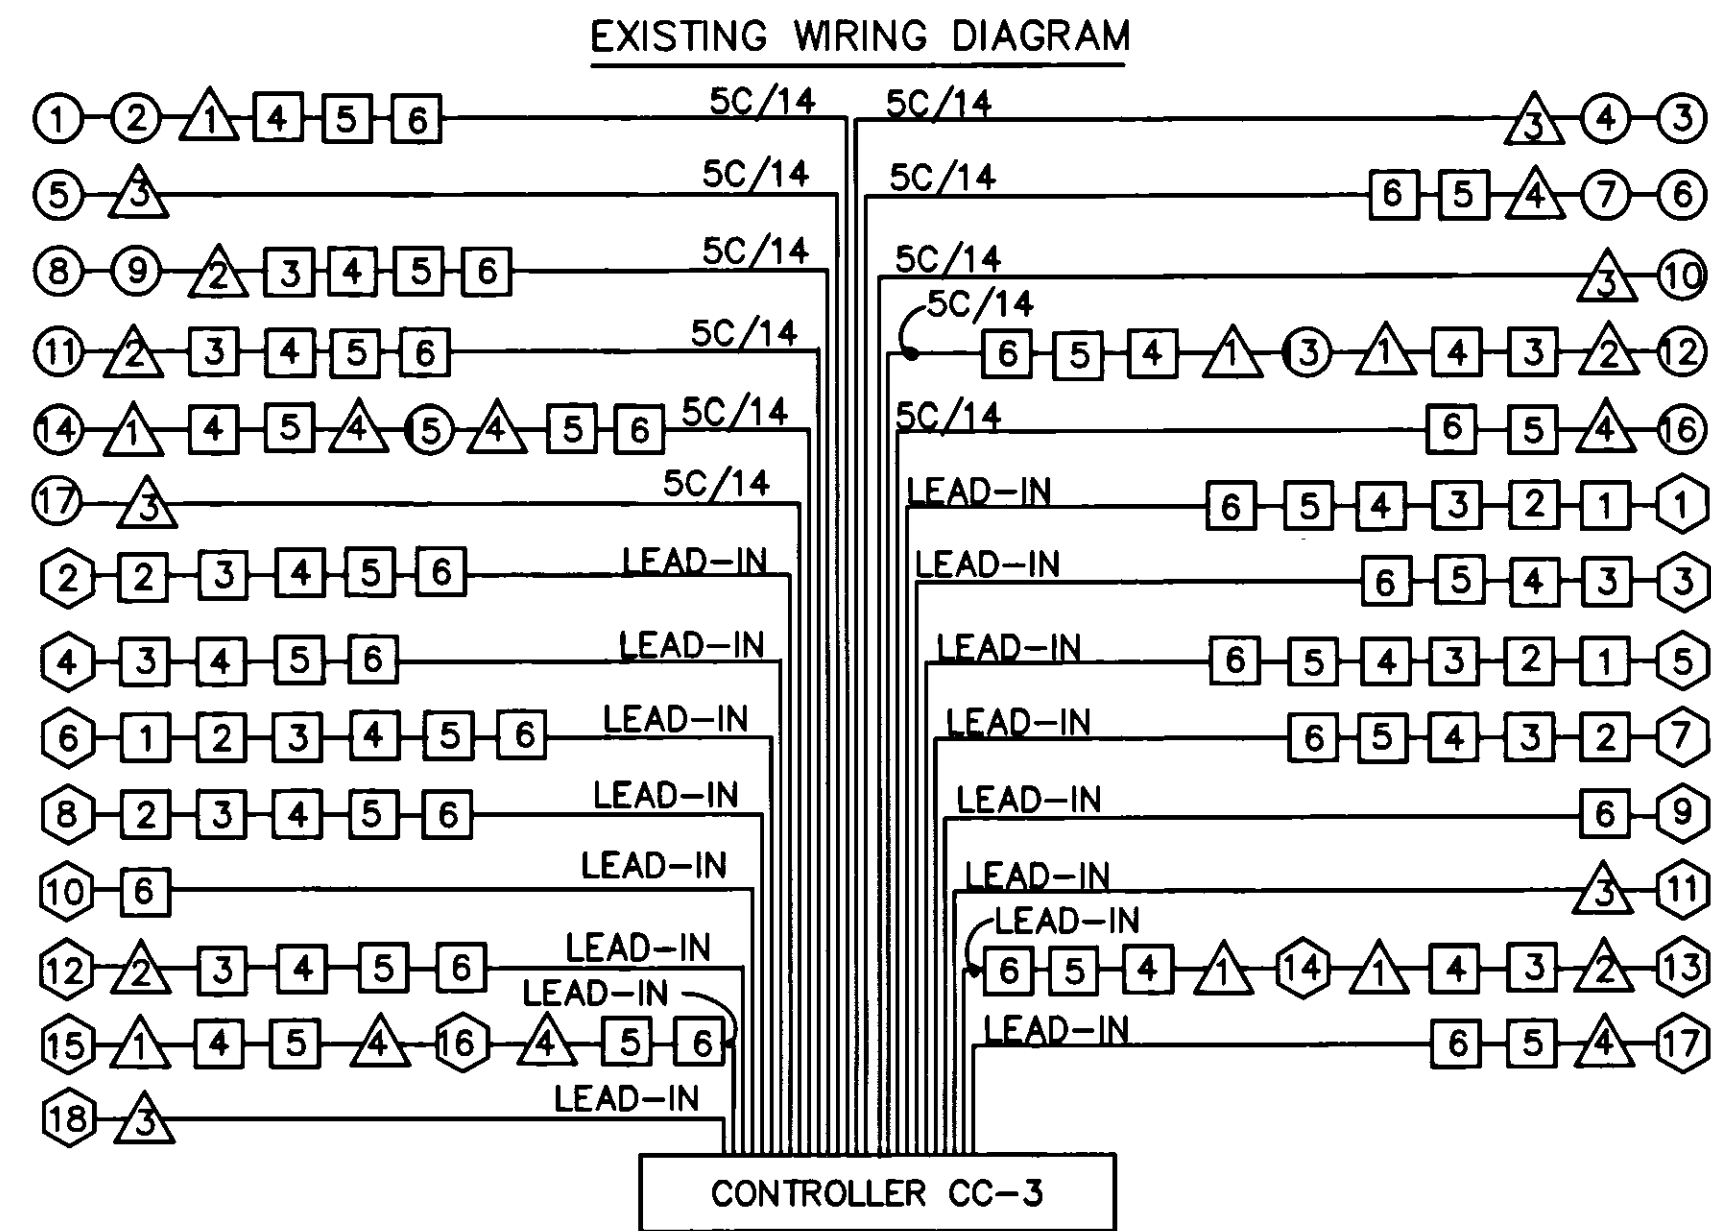 EXISTING WIRING DIAGRAM
1 2 1 4 5 6 5C/14 5C/14 3 4 3
5 3 5C/14 5C/14 6 5 4 7 6
8 9 2 3 4 5 6 5C/14 5C/14 3 10
5C/14
11 2 3 4 5 6 5C/14 6 5 4 1 3 1 4 3 2 12
14 1 4 5 4 5 4 5 6 5C/14 5C/14 6 5 4 16
17 3 5C/14 LEAD-IN 6 5 4 3 2 1 1
2 2 3 4 5 6 LEAD-IN LEAD-IN 6 5 4 3 3
4 3 4 5 6 LEAD-IN LEAD-IN 6 5 4 3 2 1 5
6 1 2 3 4 5 6 LEAD-IN LEAD-IN 6 5 4 3 2 7
8 2 3 4 5 6 LEAD-IN LEAD-IN 6 9
10 6 LEAD-IN LEAD-IN 3 11
LEAD-IN
12 2 3 4 5 6 LEAD-IN 6 5 4 1 14 1 4 3 2 13
LEAD-IN
15 1 4 5 4 16 4 5 6 LEAD-IN 6 5 4 17
18 3 LEAD-IN
CONTROLLER CC-3